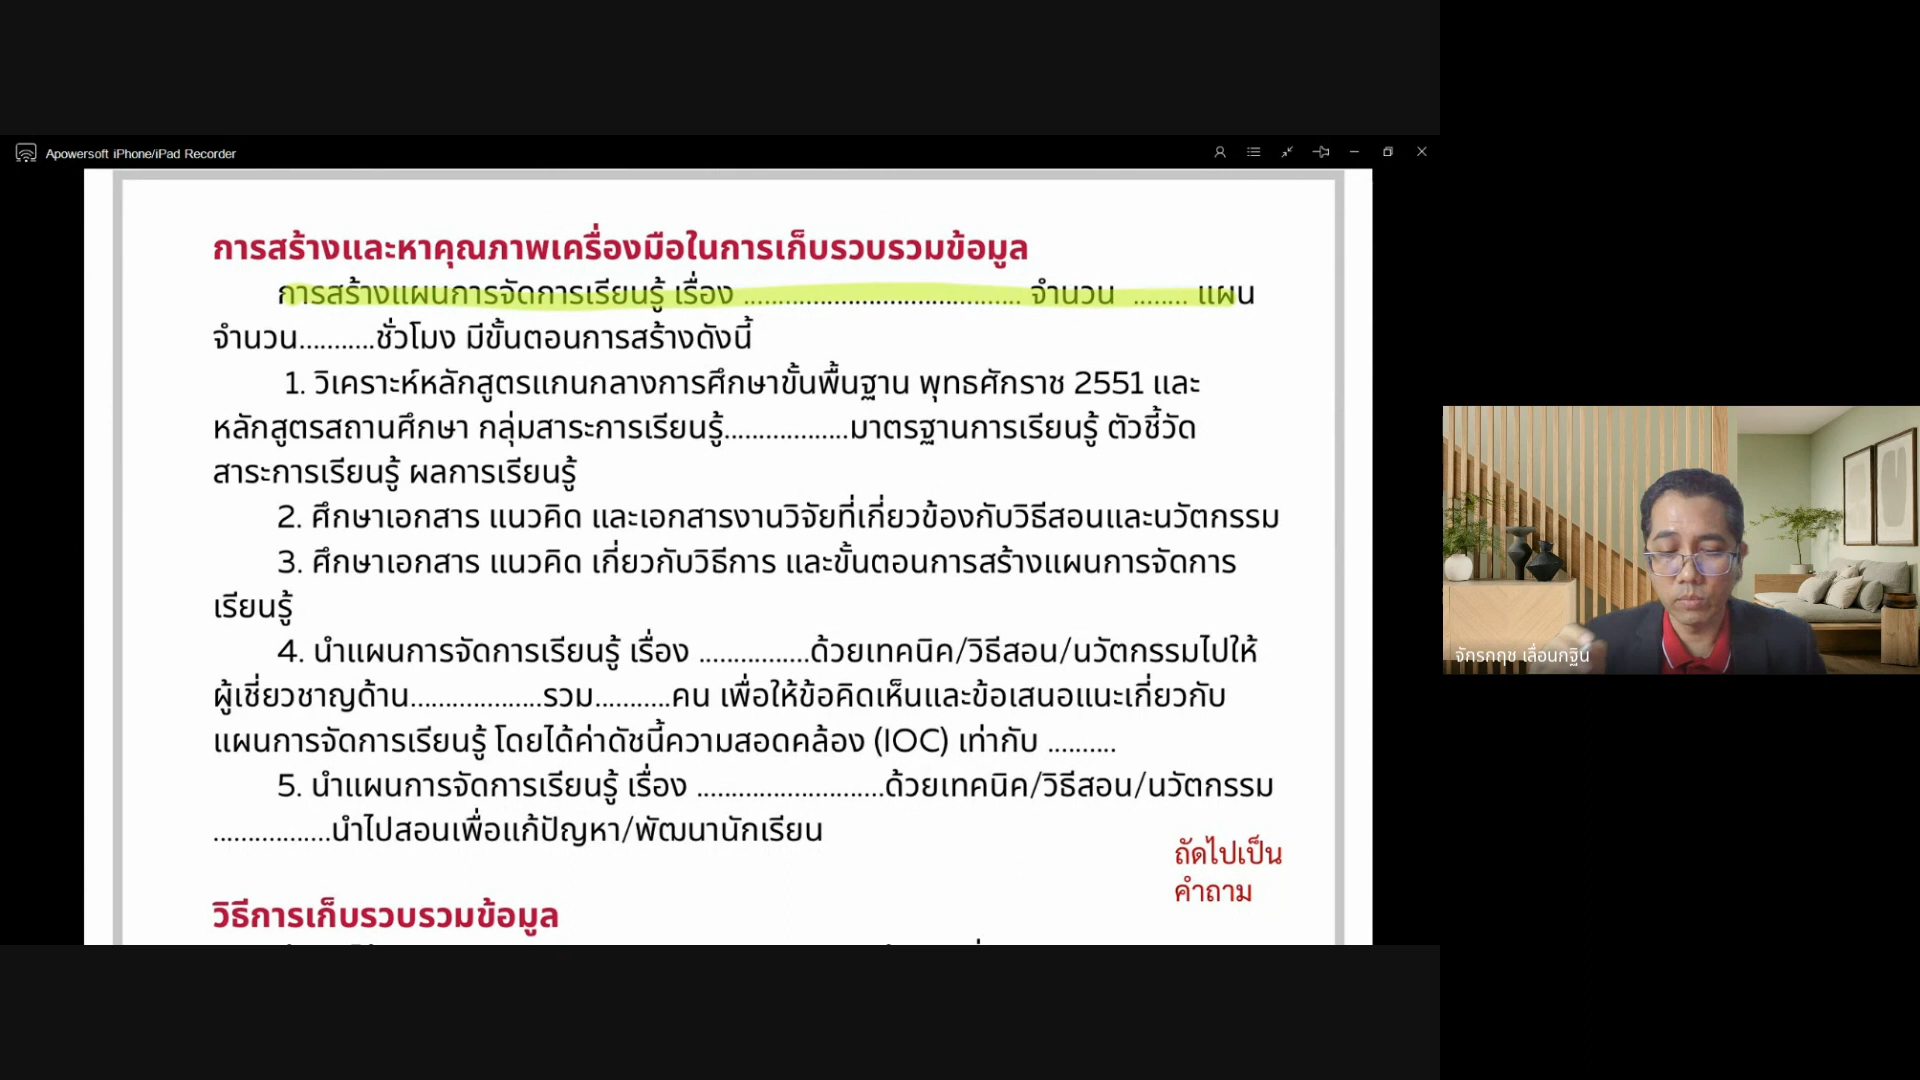 Apowersoft iPhone/iPad Recorder
การสร้างและหาคุณภาพเครื่องมือในการเก็บรวบรวมข้อมูล
การสร้างแผนการจัดการเรียนรู้ เรื่อง ........................................ จำนวน ........ แผน
จำนวน...........ชั่วโมง มีขั้นตอนการสร้างดังนี้
1. วิเคราะห์หลักสูตรแกนกลางการศึกษาขั้นพื้นฐาน พุทธศักราช 2551 และ
หลักสูตรสถานศึกษา กลุ่มสาระการเรียนรู้..................มาตรฐานการเรียนรู้ ตัวชี้วัด
สาระการเรียนรู้ ผลการเรียนรู้
2. ศึกษาเอกสาร แนวคิด และเอกสารงานวิจัยที่เกี่ยวข้องกับวิธีสอนและนวัตกรรม
3. ศึกษาเอกสาร แนวคิด เกี่ยวกับวิธีการ และขั้นตอนการสร้างแผนการจัดการ
เรียนรู้
4. นำแผนการจัดการเรียนรู้ เรื่อง ................ด้วยเทคนิค/วิธีสอน/นวัตกรรมไปให้
ผู้เชี่ยวชาญด้าน...................รวม...........คน เพื่อให้ข้อคิดเห็นและข้อเสนอแนะเกี่ยวกับ
แผนการจัดการเรียนรู้ โดยได้ค่าดัชนีความสอดคล้อง (IOC) เท่ากับ ..........
5. นำแผนการจัดการเรียนรู้ เรื่อง ...........................ด้วยเทคนิค/วิธีสอน/นวัตกรรม
.................นำไปสอนเพื่อแก้ปัญหา/พัฒนานักเรียน
ถัดไปเป็น
คำถาม
วิธีการเก็บรวบรวมข้อมูล
จักรกฤช เลื่อนกฐิน